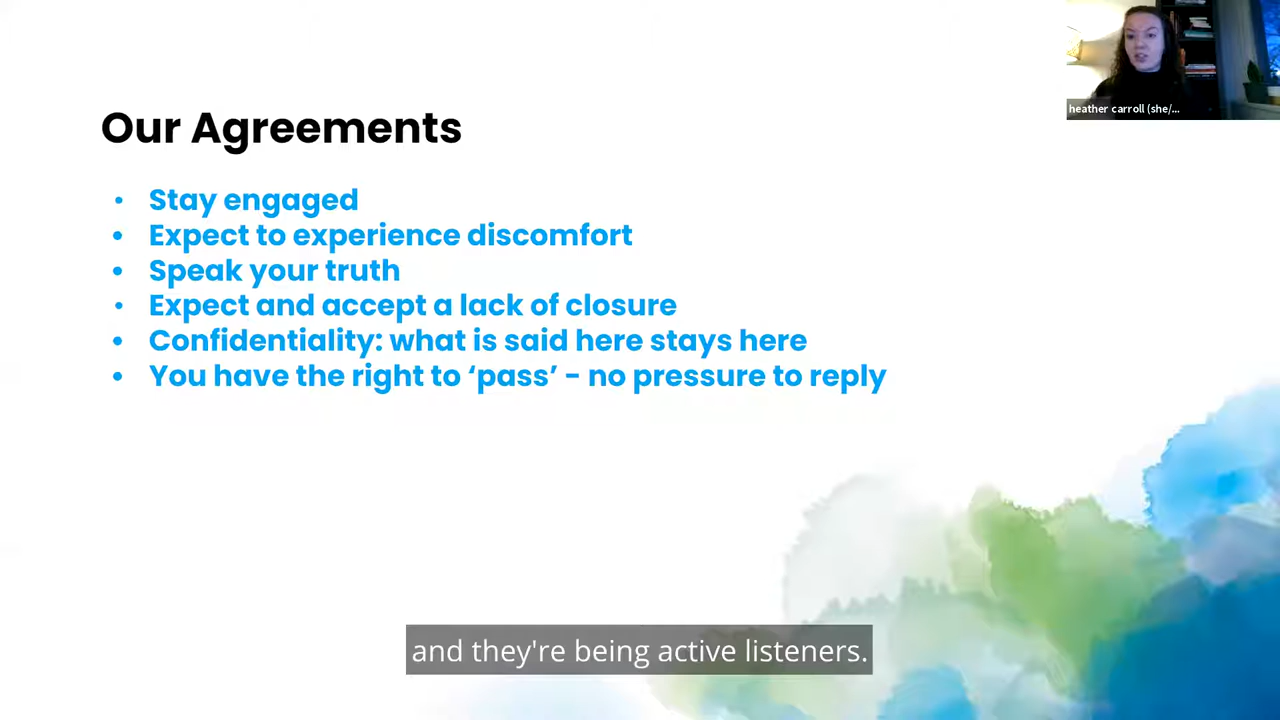 heather carroll (she/...
Our Agreements
• Stay engaged
• Expect to experience discomfort
• Speak your truth
• Expect and accept a lack of closure
• Confidentiality: what is said here stays here
• You have the right to ‘pass’ - no pressure to reply
and they're being active listeners.